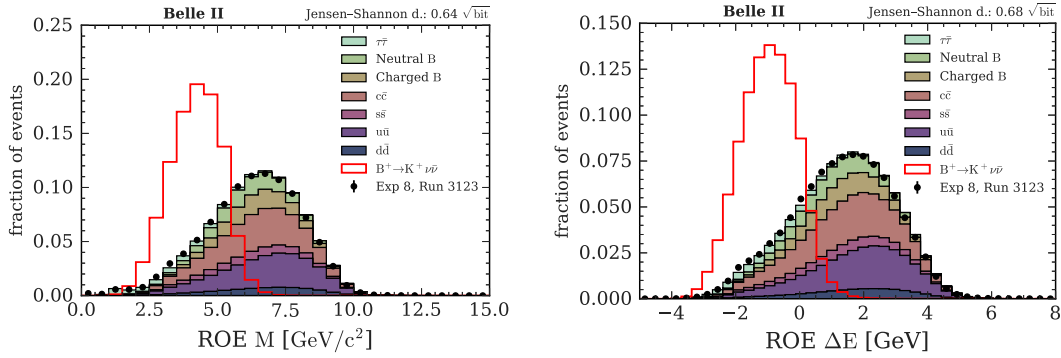 Belle II Jensen–Shannon d.: 0.64 √bit
fraction of events
0.25
0.20
0.15
0.10
0.05
0.00
ττ̄
Neutral B
Charged B
cc̄
ss̄
uū
dd̄
B⁺→K⁺νν̄
Exp 8, Run 3123
0.0 2.5 5.0 7.5 10.0 12.5 15.0
ROE M [GeV/c²]
Belle II Jensen–Shannon d.: 0.68 √bit
fraction of events
0.150
0.125
0.100
0.075
0.050
0.025
0.000
ττ̄
Neutral B
Charged B
cc̄
ss̄
uū
dd̄
B⁺→K⁺νν̄
Exp 8, Run 3123
−4 −2 0 2 4 6 8
ROE ΔE [GeV]